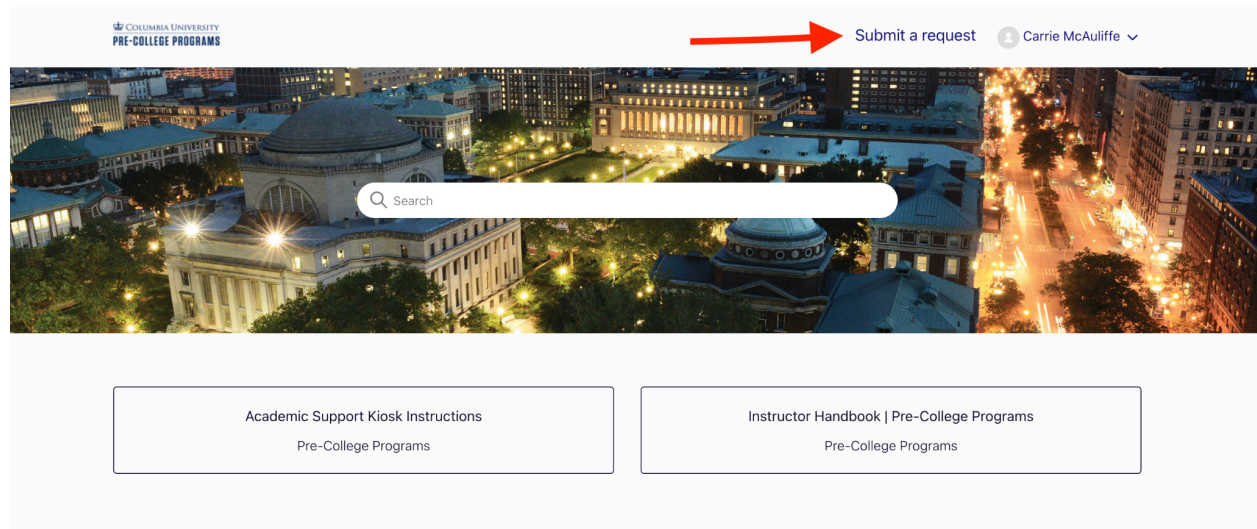 COLUMBIA UNIVERSITY
PRE-COLLEGE PROGRAMS
Submit a request
Carrie McAuliffe
Search
Academic Support Kiosk Instructions
Pre-College Programs
Instructor Handbook | Pre-College Programs
Pre-College Programs